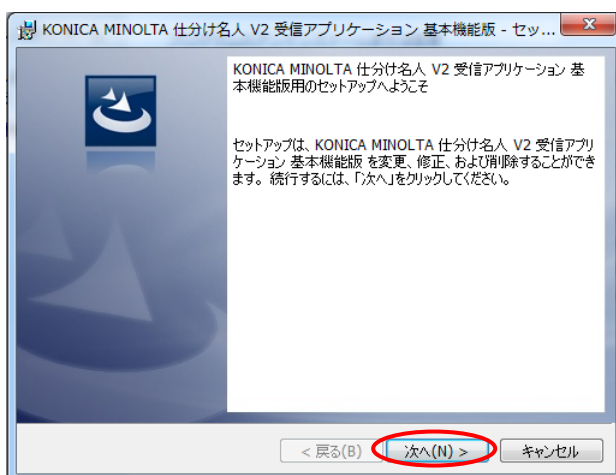 KONICA MINOLTA 仕分け名人 V2 受信アプリケーション 基本機能版 - セッ...
KONICA MINOLTA 仕分け名人 V2 受信アプリケーション 基
本機能版用のセットアップへようこそ
セットアップは、KONICA MINOLTA 仕分け名人 V2 受信アプリ
ケーション 基本機能版 を変更、修正、および削除することができ
ます。続行するには、「次へ」をクリックしてください。
< 戻る(B) 次へ(N) > キャンセル